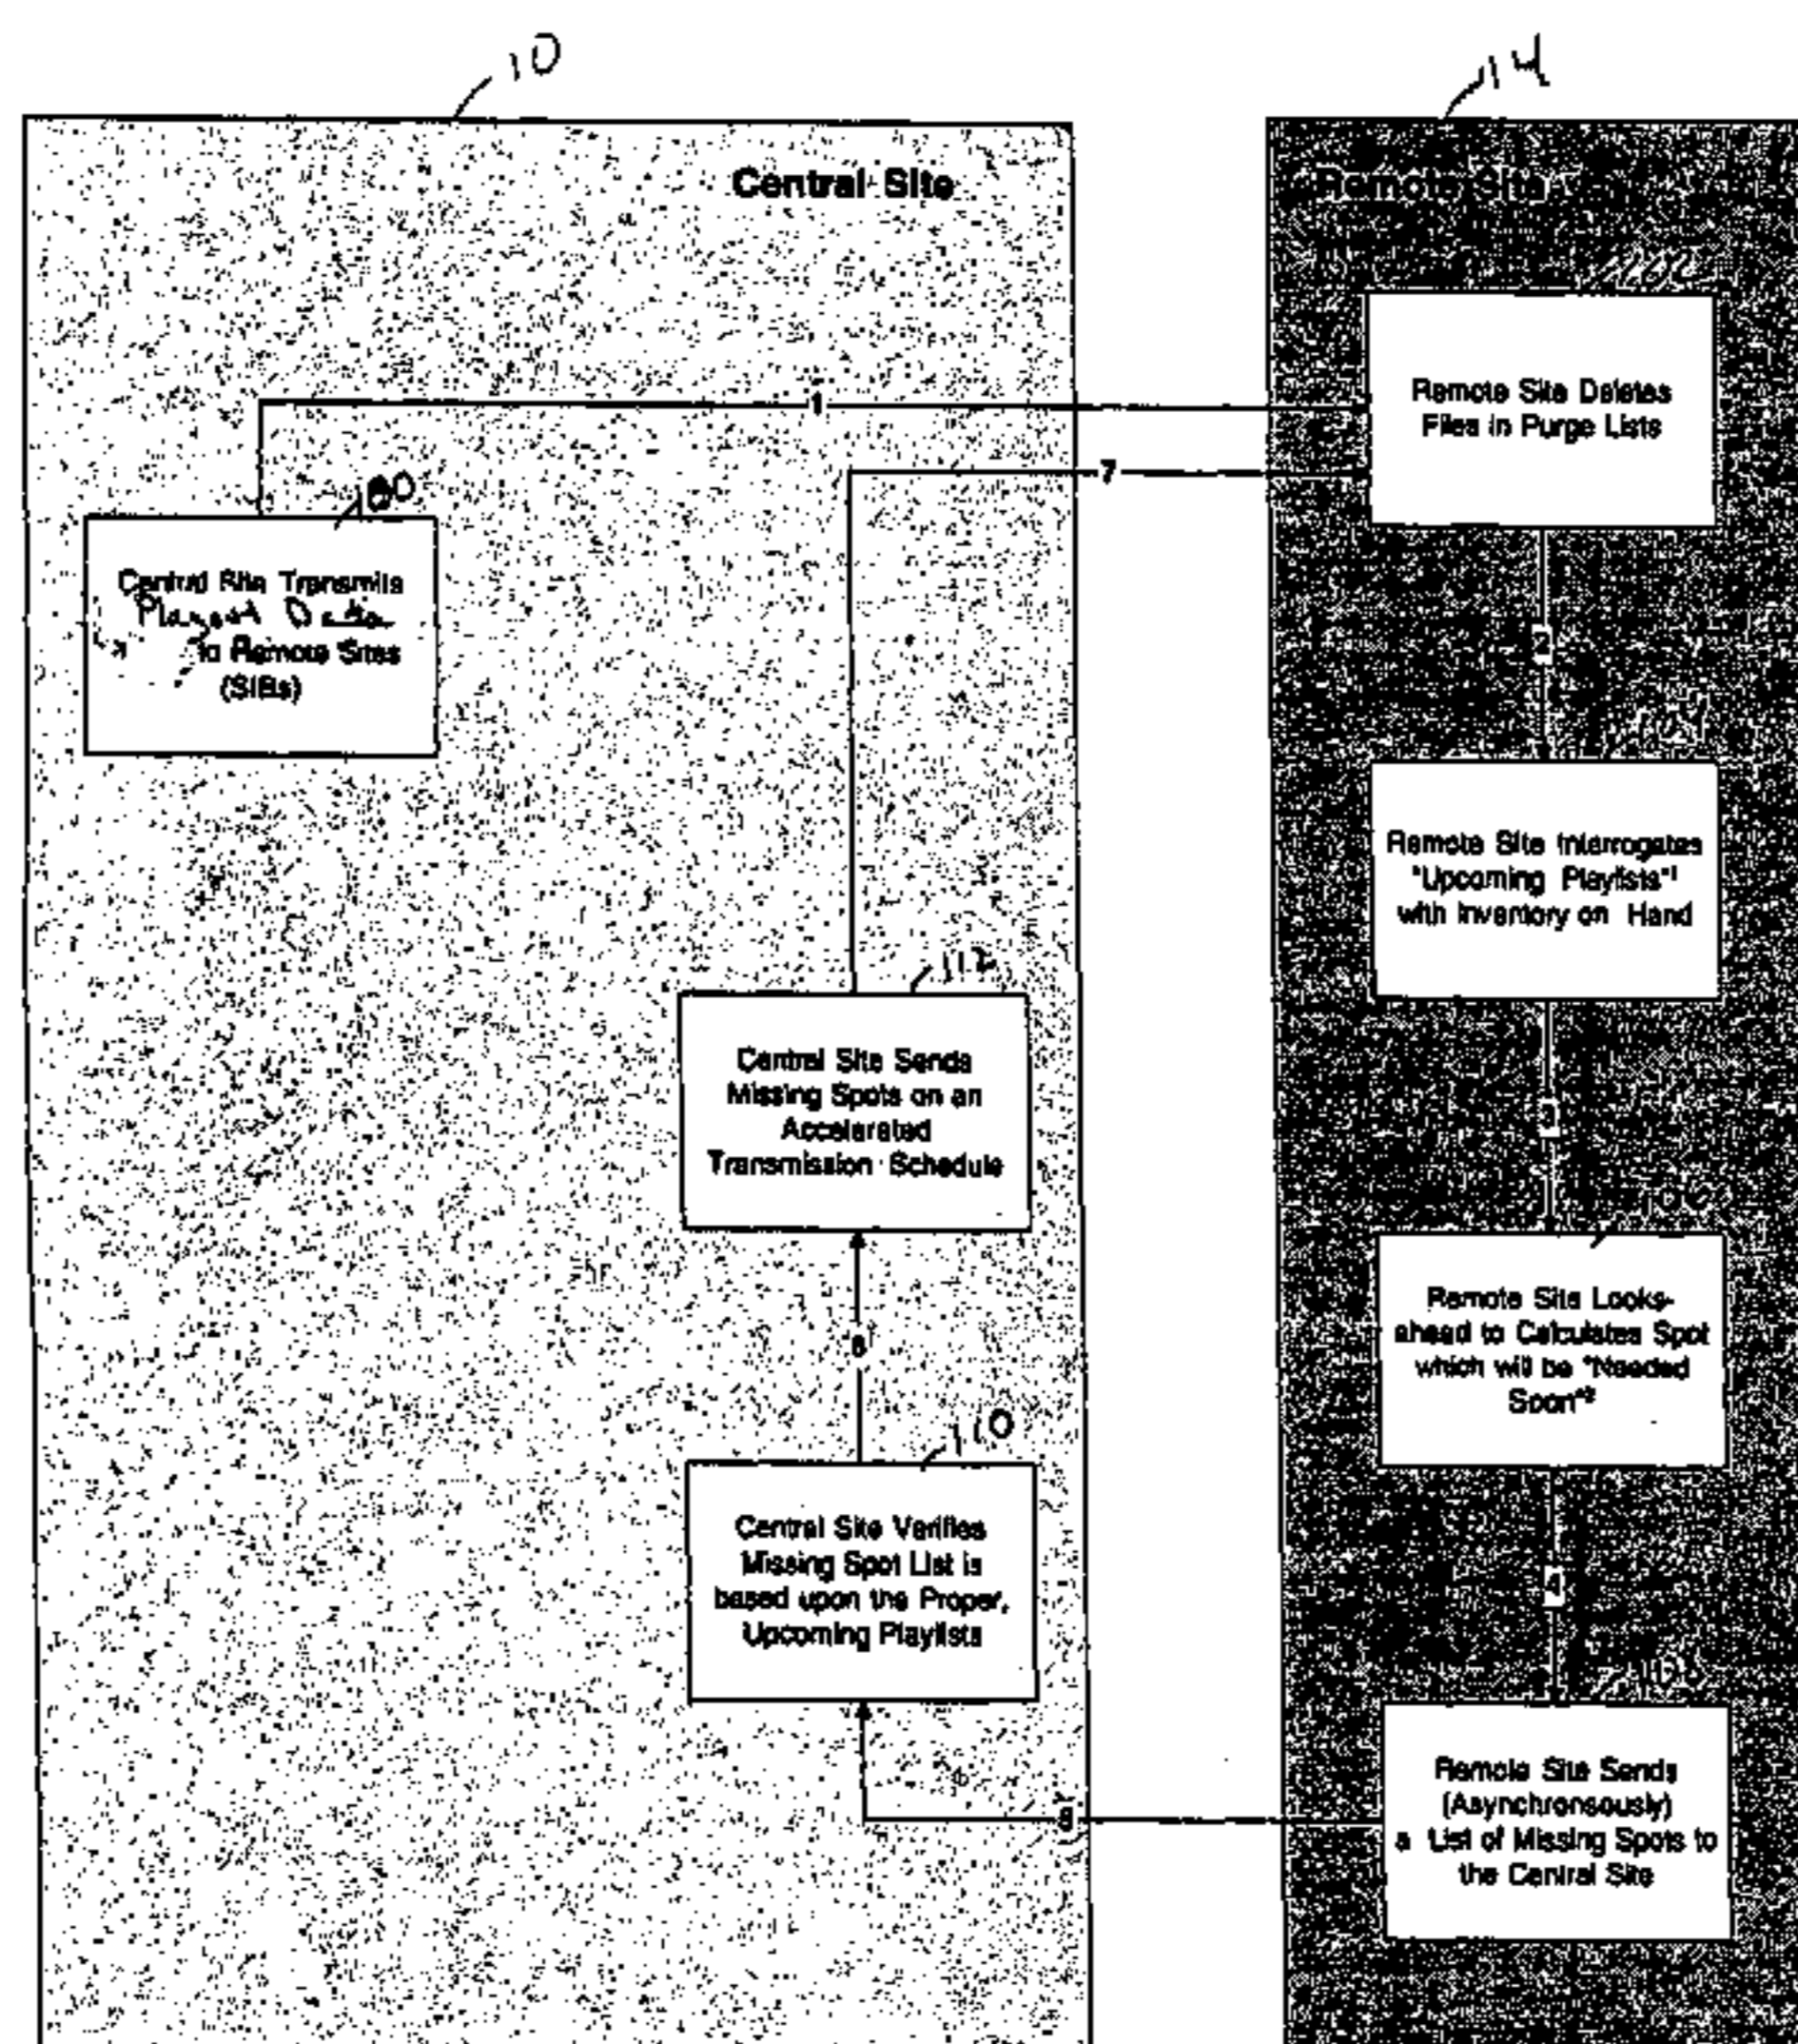 10
14
Central Site
Remote Site
Remote Site Deletes
Files in Purge Lists
1
7
Central Site Transmits
to Remote Sites
(SIBs)
2
Remote Site Interrogates
"Upcoming Playlists"1
with Inventory on Hand
112
Central Site Sends
Missing Spots on an
Accelerated
Transmission Schedule
3
Remote Site Looks-
ahead to Calculates Spot
which will be "Needed
Soon"2
6
110
Central Site Verifies
Missing Spot List is
based upon the Proper,
Upcoming Playlists
4
Remote Site Sends
(Asynchronsously)
a List of Missing Spots to
the Central Site
5